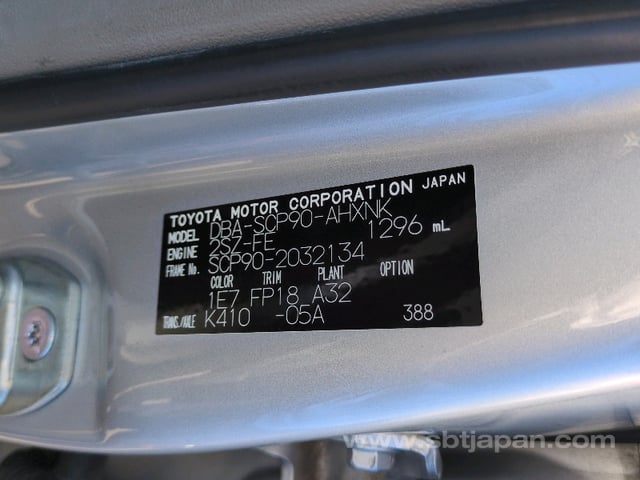 TOYOTA MOTOR CORPORATION JAPAN
MODEL DBA-SCP90-AHXNK
ENGINE 2SZ-FE 1296 mL
FRAME No. SCP90-2032134
COLOR TRIM PLANT OPTION
1E7 FP18 A32
TRANS./AXLE K410 -05A 388
www.sbtjapan.com